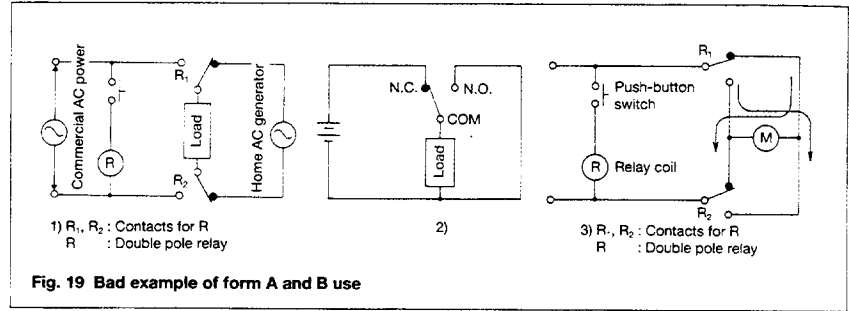 Commercial AC power
R
R₁
Load
R₂
Home AC generator
1) R₁, R₂ : Contacts for R
R : Double pole relay
N.C.
N.O.
COM
Load
2)
R₁
Push-button
switch
M
R
Relay coil
R₂
3) R₁, R₂ : Contacts for R
R : Double pole relay
Fig. 19 Bad example of form A and B use